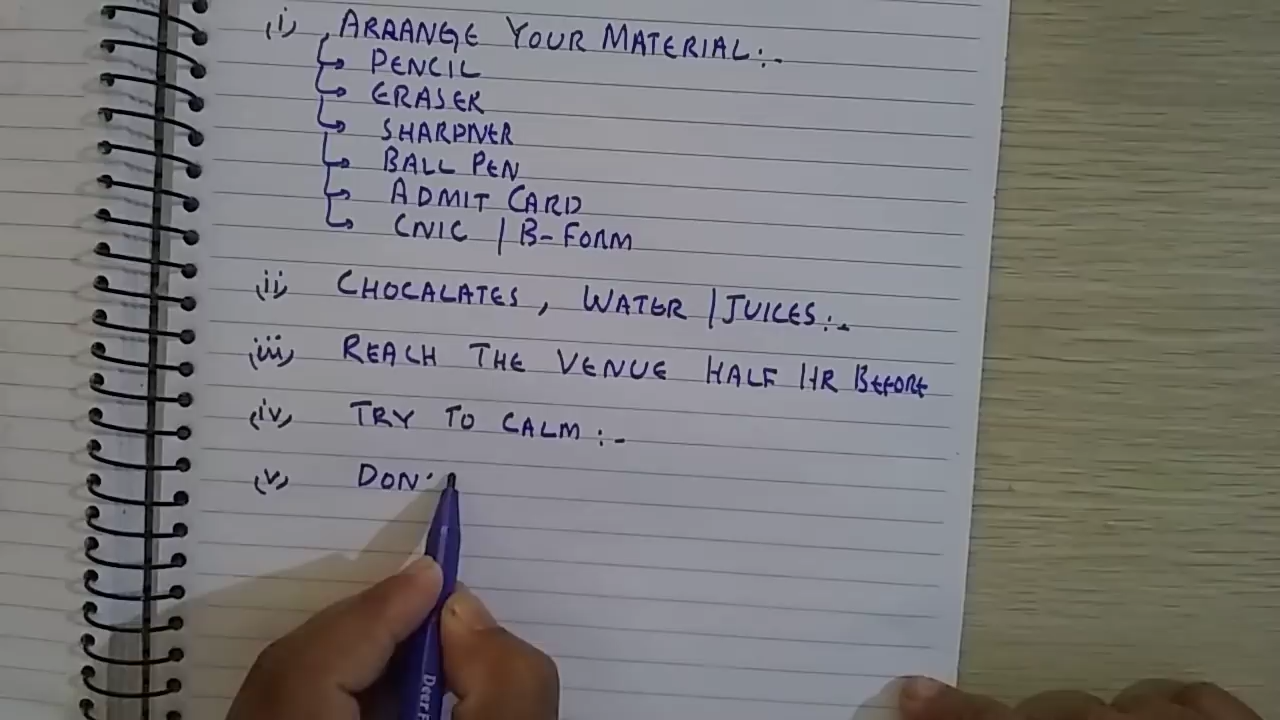 (i) ARRANGE YOUR MATERIAL:-
PENCIL
ERASER
SHARPNER
BALL PEN
ADMIT CARD
CNIC / B-FORM
(ii) CHOCALATES, WATER / JUICES:-
(iii) REACH THE VENUE HALF HR BEFORE
(iv) TRY TO CALM:-
(v) DON'
Deer